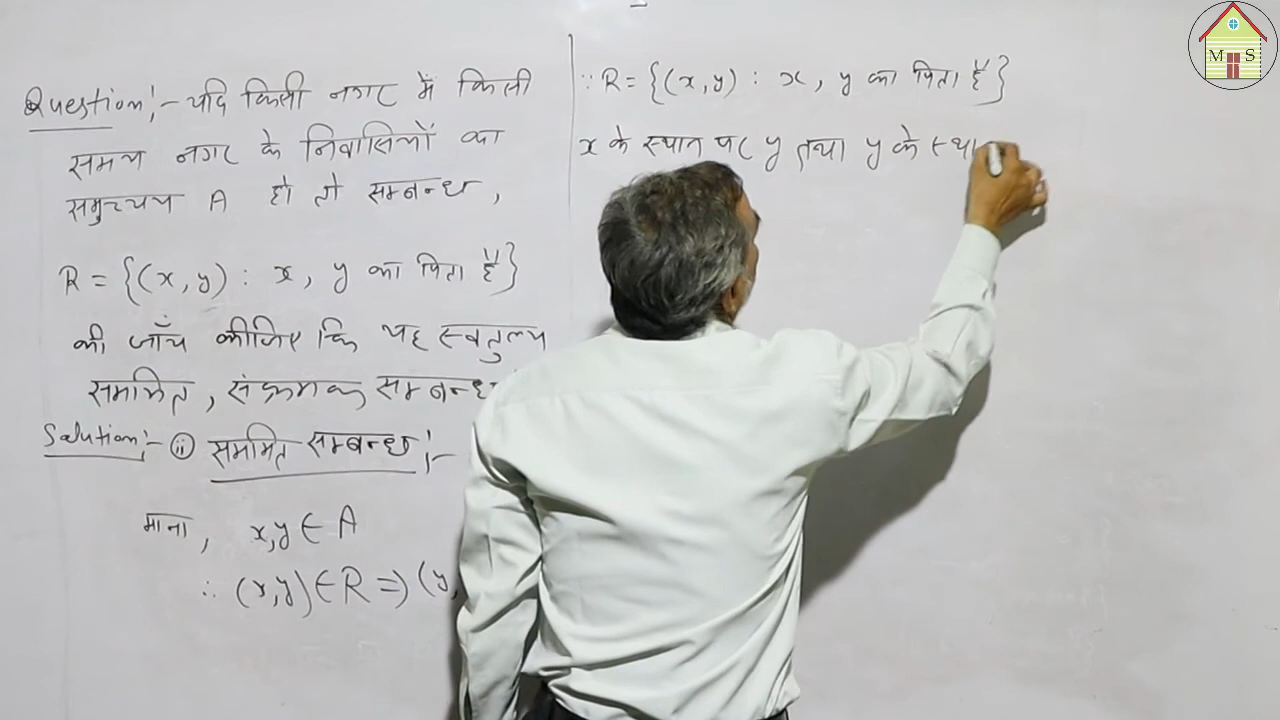 Question:- यदि किसी नगर में किसी
समय नगर के निवासियों का
समुच्चय A हो तो सम्बन्ध,
R = {(x, y) : x, y का पिता है}
की जाँच कीजिए कि यह स्वतुल्य
सममित, संक्रामक सम्बन्ध
Solution:- (ii) सममित सम्बन्ध:-
माना, x,y ∈ A
∴ (x,y) ∈ R => (y,
∵ R = {(x,y) : x, y का पिता है}
x के स्थान पर y तथा y के स्था
M S